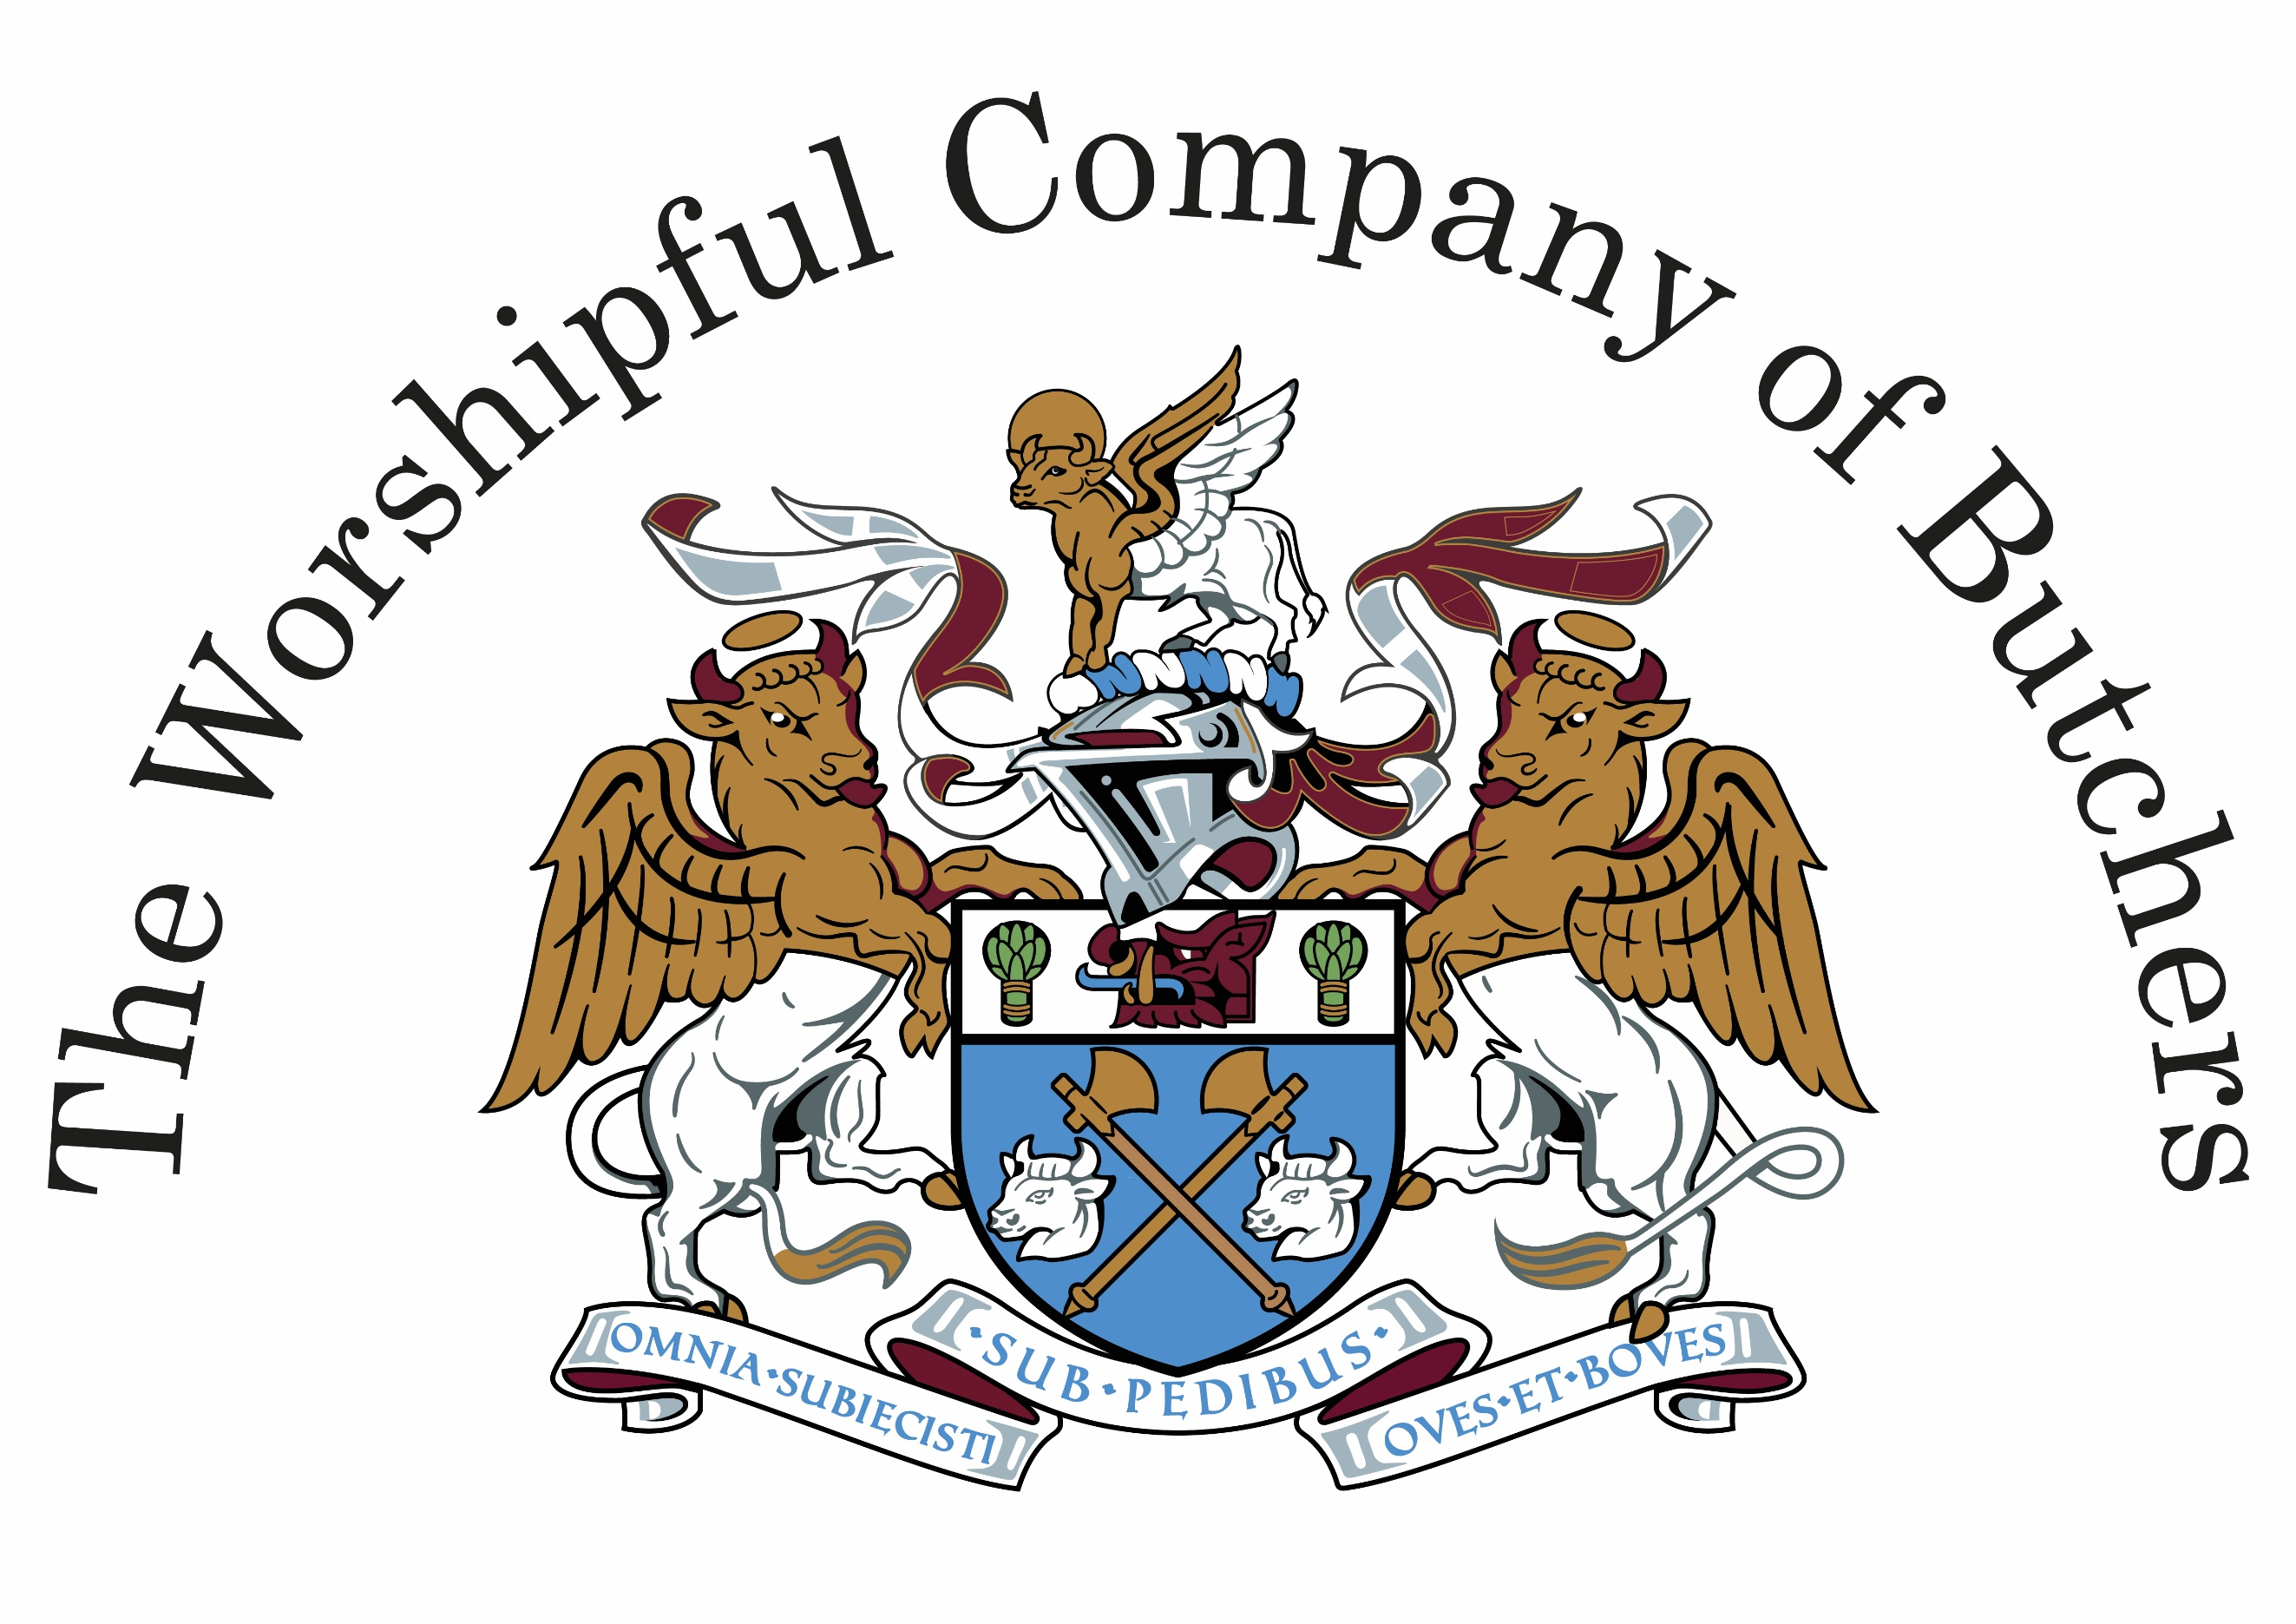 The Worshipful Company of Butchers
OMNIA·SUBIECISTI
·SUB·PEDIBUS·
OVES·ET·BOVES